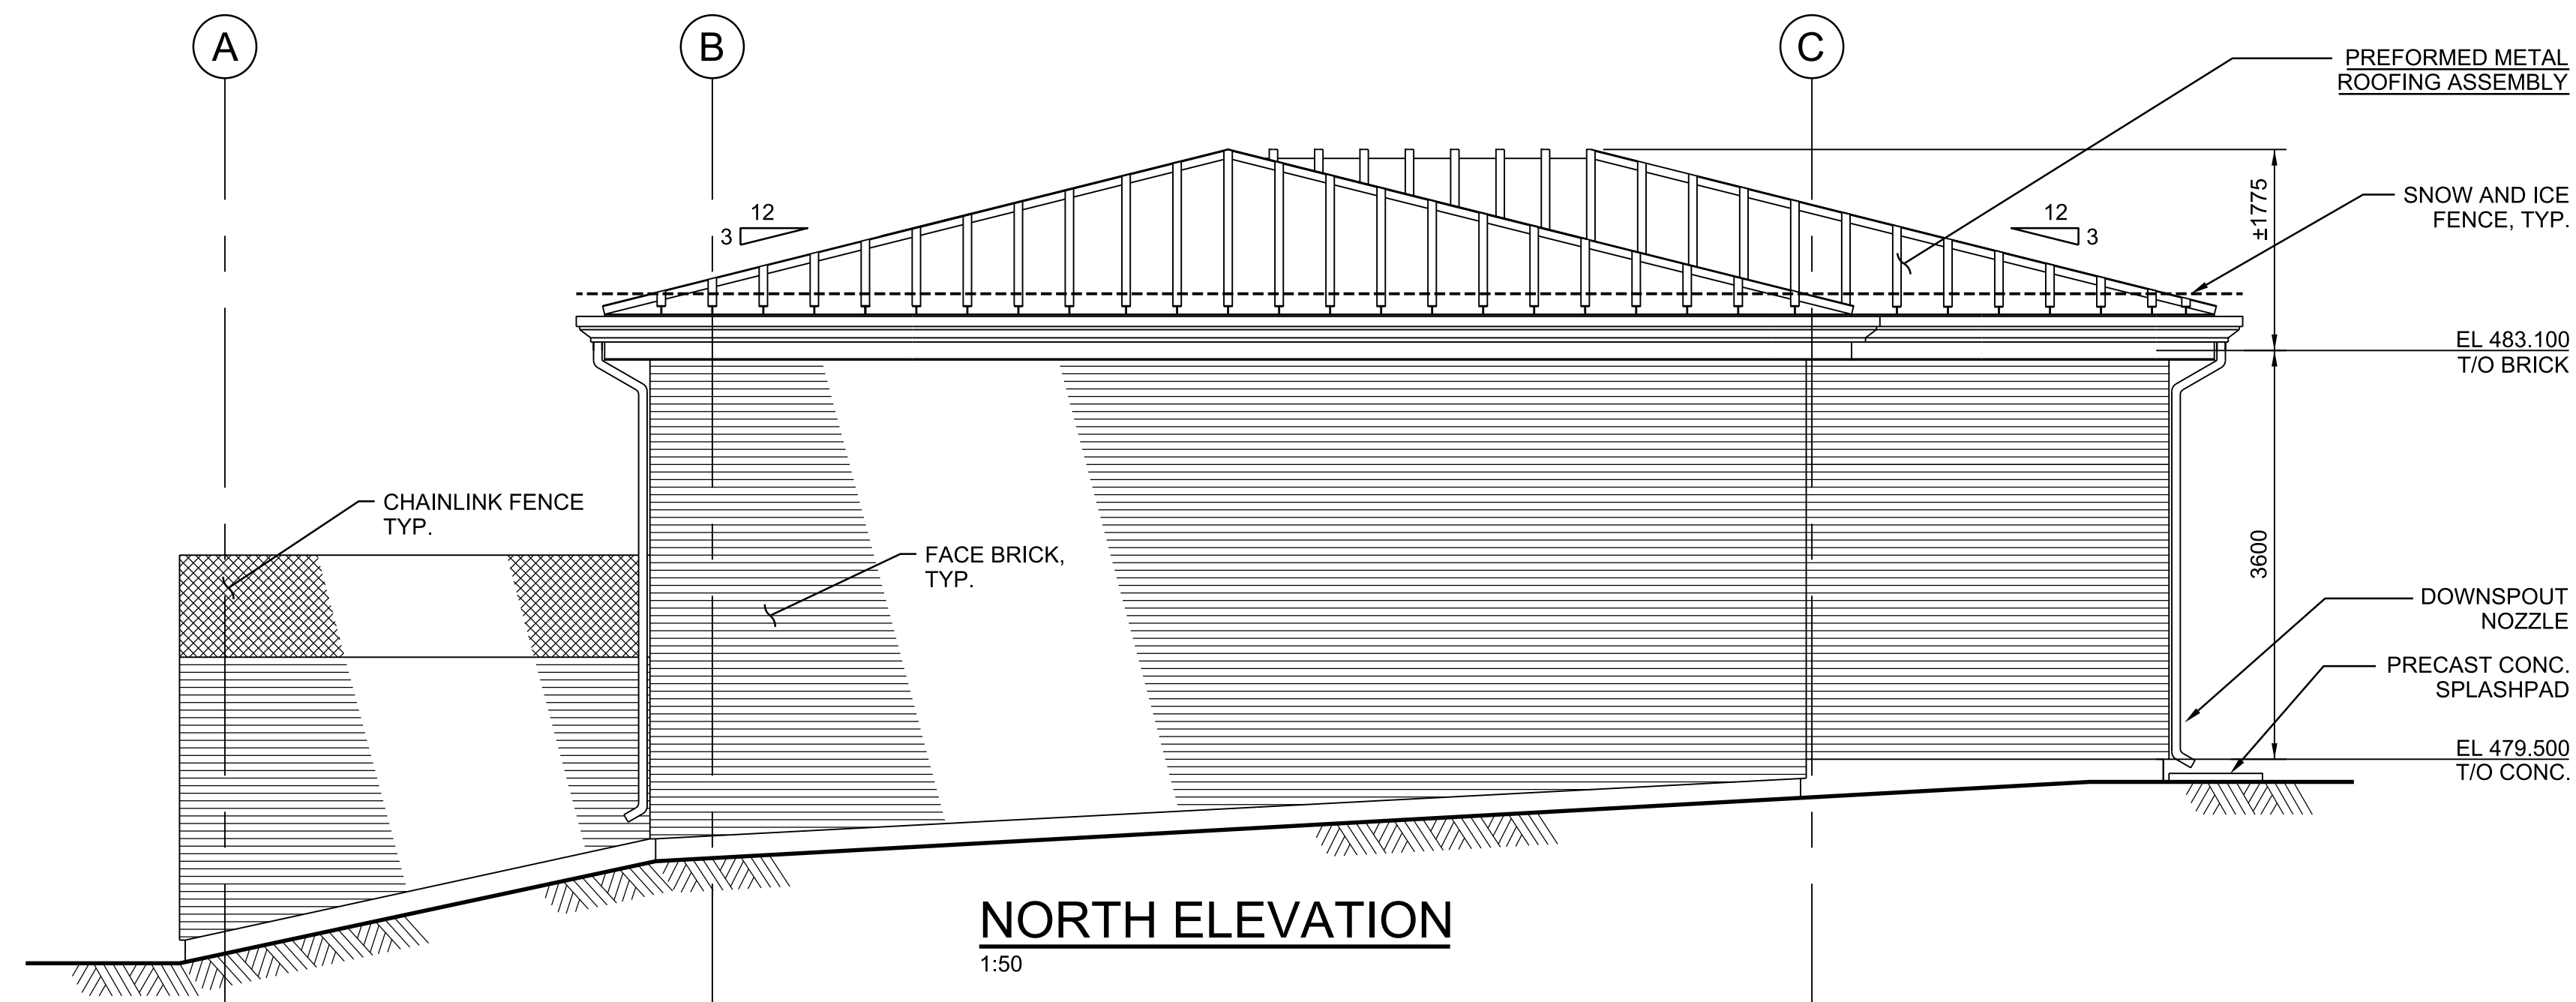 A
B
C
PREFORMED METAL
ROOFING ASSEMBLY
12
3
12
3
±1775
SNOW AND ICE
FENCE, TYP.
EL 483.100
T/O BRICK
CHAINLINK FENCE
TYP.
FACE BRICK,
TYP.
3600
DOWNSPOUT
NOZZLE
PRECAST CONC.
SPLASHPAD
EL 479.500
T/O CONC.
NORTH ELEVATION
1:50